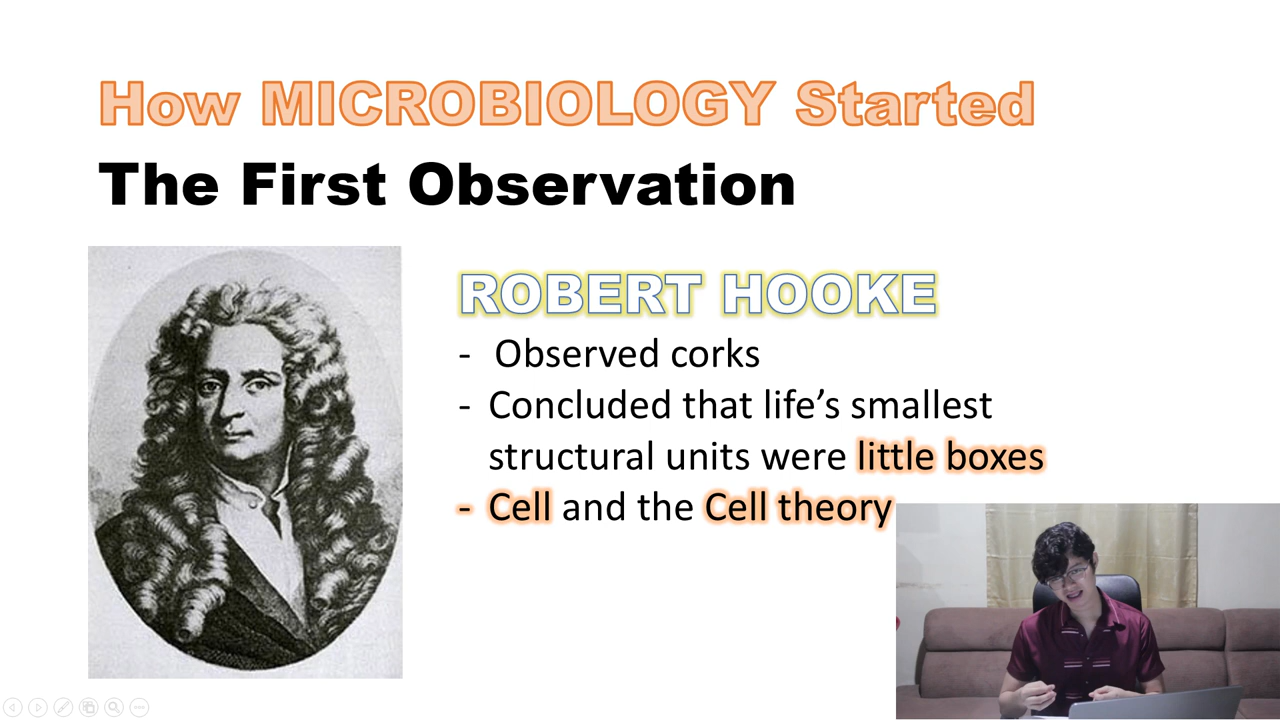 How MICROBIOLOGY Started
The First Observation
ROBERT HOOKE
- Observed corks
- Concluded that life’s smallest
structural units were little boxes
- Cell and the Cell theory